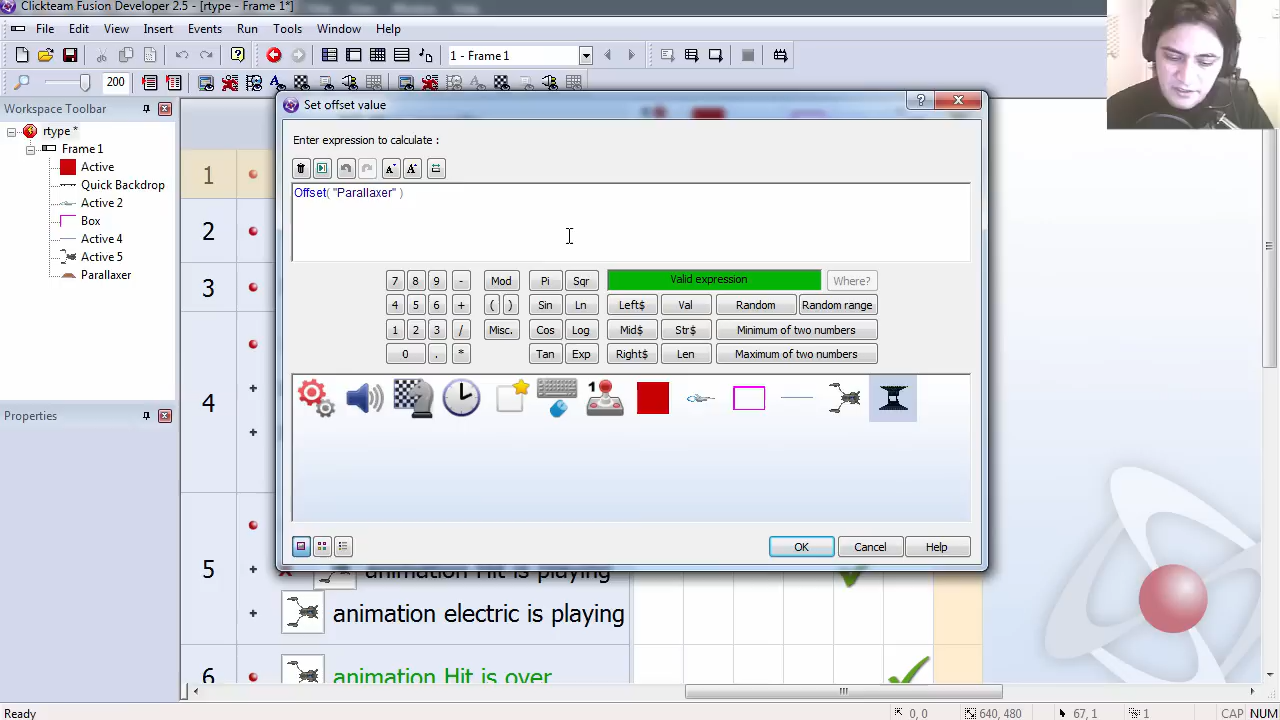 Clickteam Fusion Developer 2.5 - [rtype - Frame 1*]
File Edit View Insert Events Run Tools Window Help
1 - Frame 1
200
Workspace Toolbar
rtype *
Frame 1
Active
Quick Backdrop
Active 2
Box
Active 4
Active 5
Parallaxer
Properties
1
2
3
4
5
6
Set offset value
Enter expression to calculate :
Offset( "Parallaxer" )
7 8 9 - Mod Pi Sqr Valid expression Where?
4 5 6 + ( ) Sin Ln Left$ Val Random Random range
1 2 3 / Misc. Cos Log Mid$ Str$ Minimum of two numbers
0 . * Tan Exp Right$ Len Maximum of two numbers
1
OK Cancel Help
animation Hit is playing
animation electric is playing
animation Hit is over
Ready
0, 0 640, 480 67, 1 1 CAP NUM